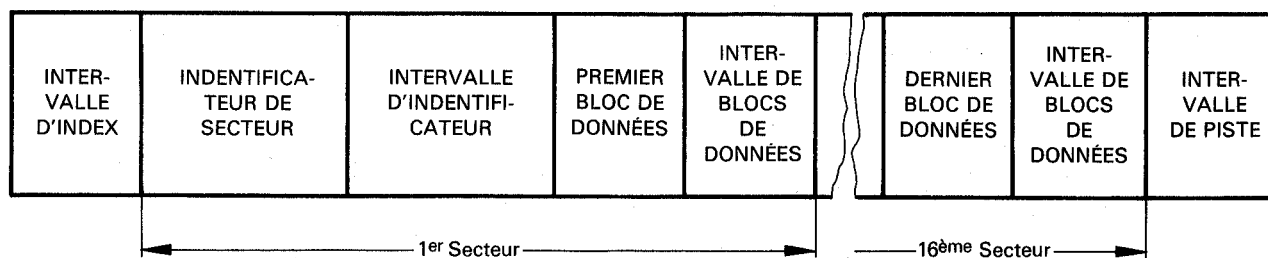 INTER-
VALLE
D'INDEX
INDENTIFICA-
TEUR DE
SECTEUR
INTERVALLE
D'INDENTIFI-
CATEUR
PREMIER
BLOC DE
DONNÉES
INTER-
VALLE DE
BLOCS
DE
DONNÉES
DERNIER
BLOC DE
DONNÉES
INTER-
VALLE DE
BLOCS
DE
DONNÉES
INTER-
VALLE
DE PISTE
1er Secteur
16ème Secteur